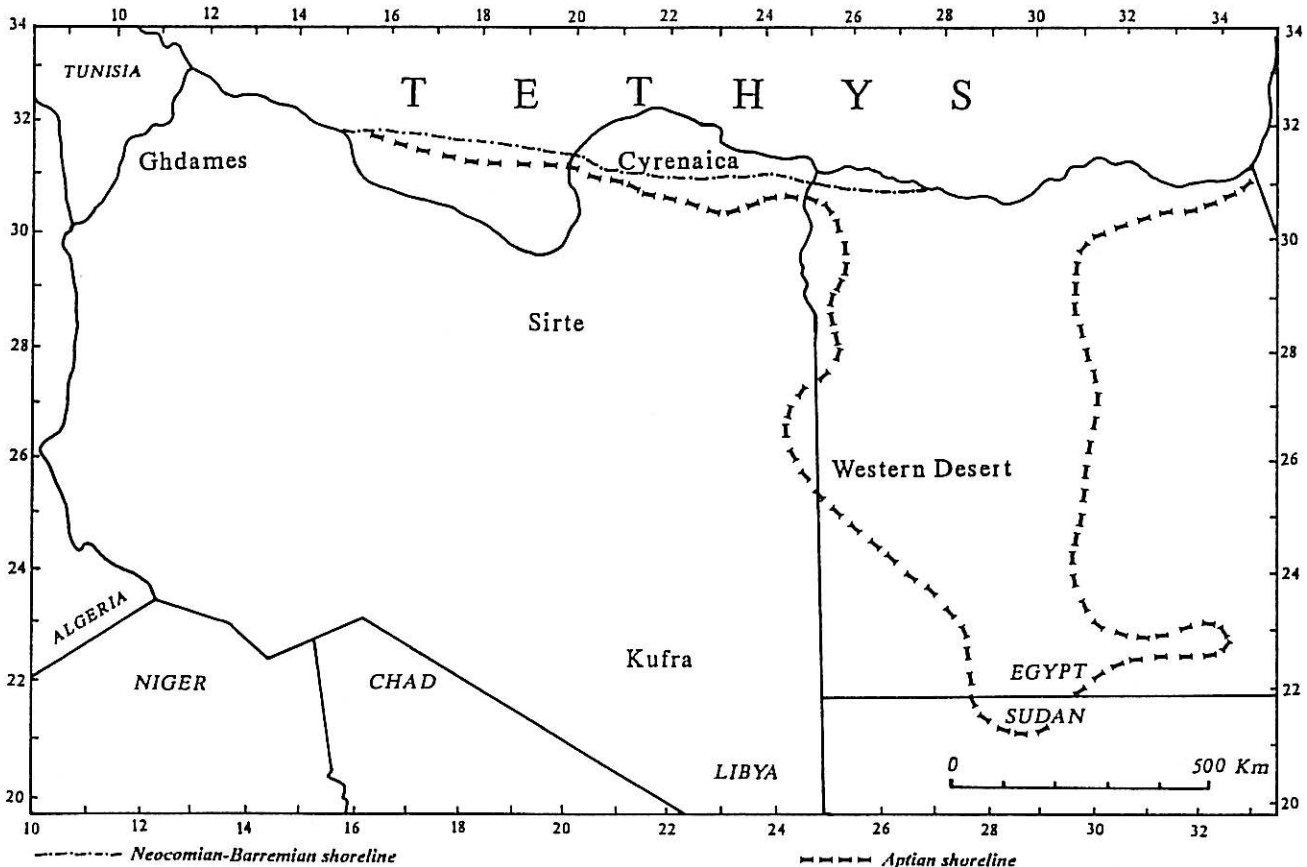 10 12 14 16 18 20 22 24 26 28 30 32 34
34 34
TUNISIA
T E T H Y S
32 32
Ghdames Cyrenaica
30 30
Sirte
28 28
26 Western Desert 26
24 24
ALGERIA
Kufra
22 NIGER CHAD EGYPT 22
SUDAN
LIBYA 0 500 Km
20 20
10 12 14 16 18 20 22 24 26 28 30 32
Neocomian-Barremian shoreline Aptian shoreline